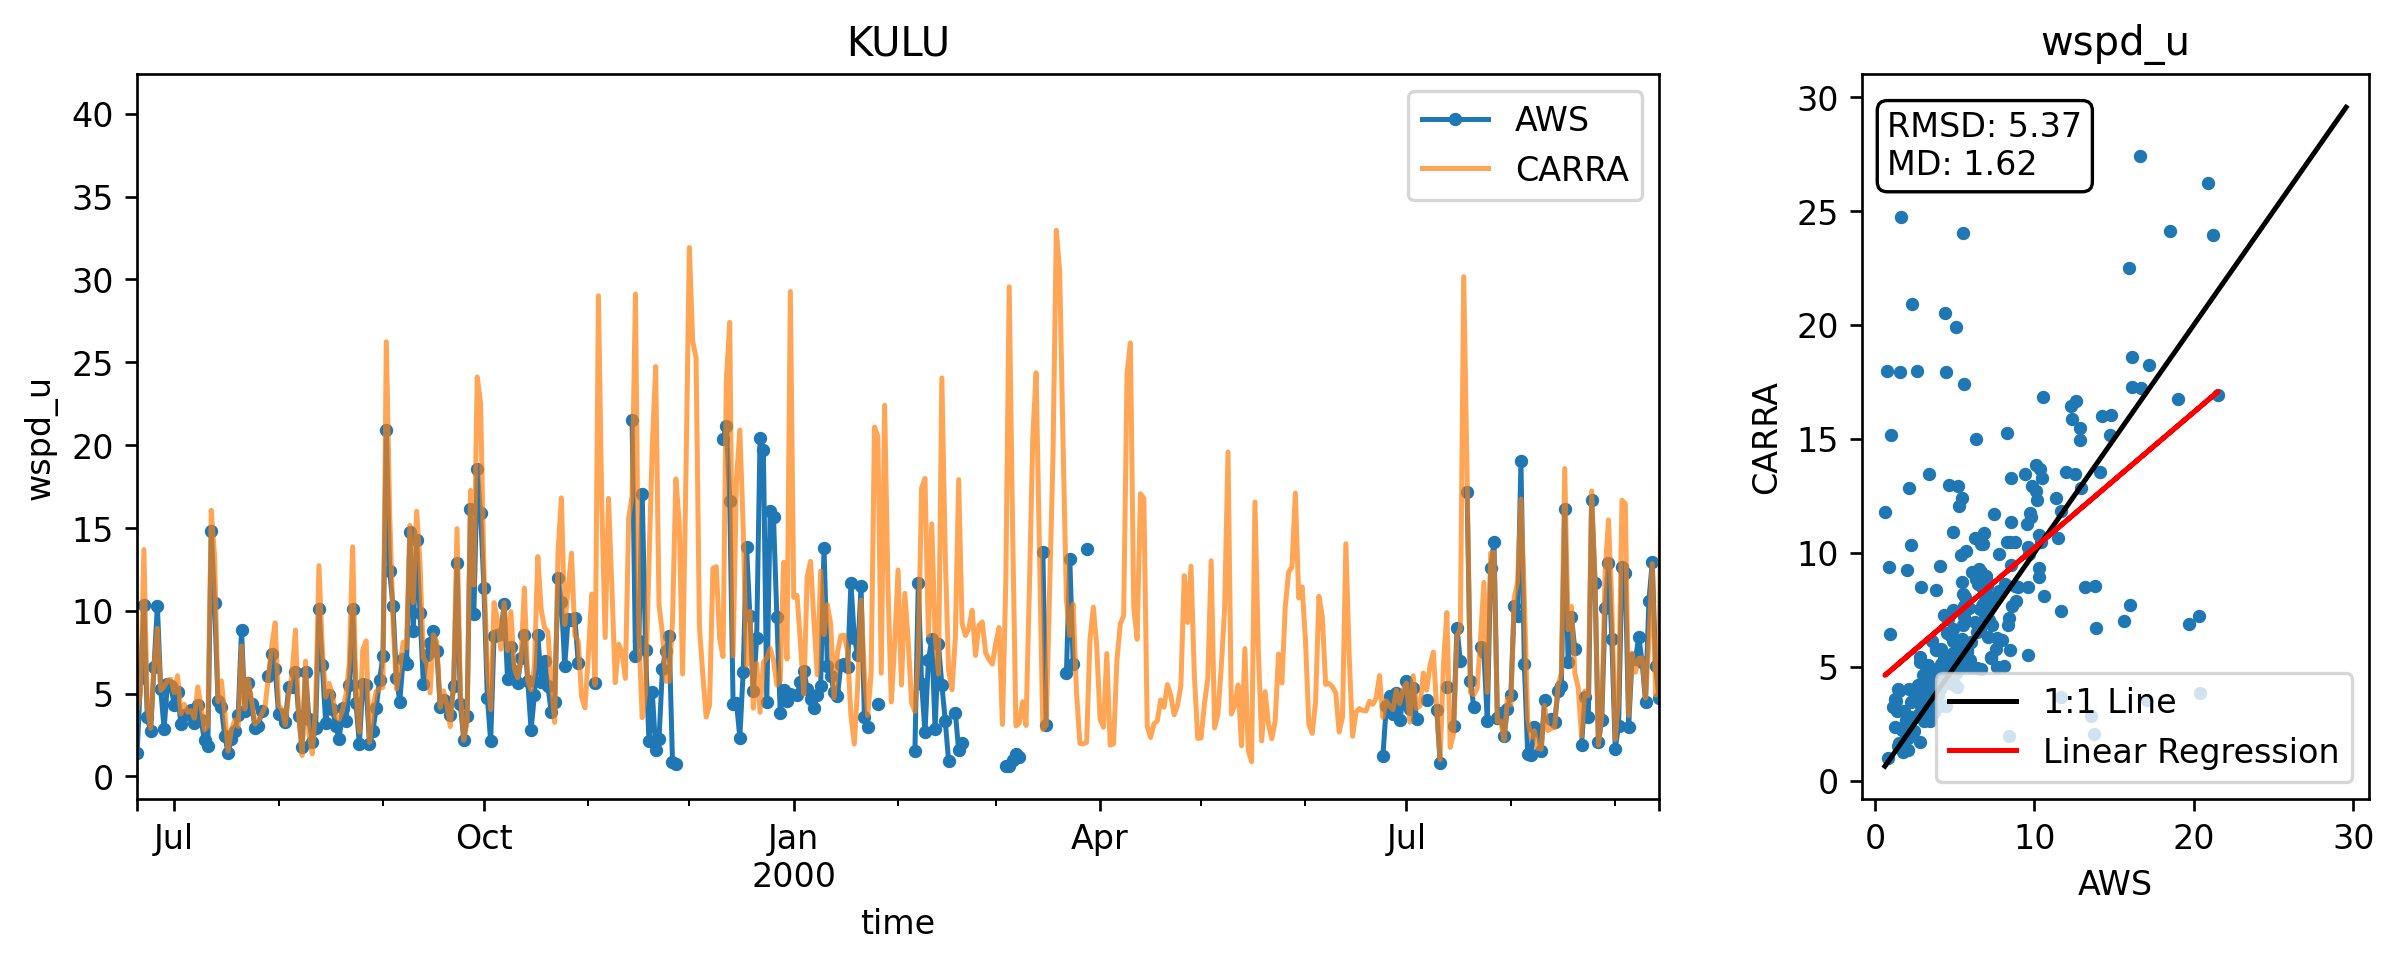 KULU
wspd_u
40
35
30
25
20
15
10
5
0
AWS
CARRA
Jul
Oct
Jan
2000
Apr
Jul
time
wspd_u
CARRA
30
25
20
15
10
5
0
RMSD: 5.37
MD: 1.62
1:1 Line
Linear Regression
0
10
20
30
AWS